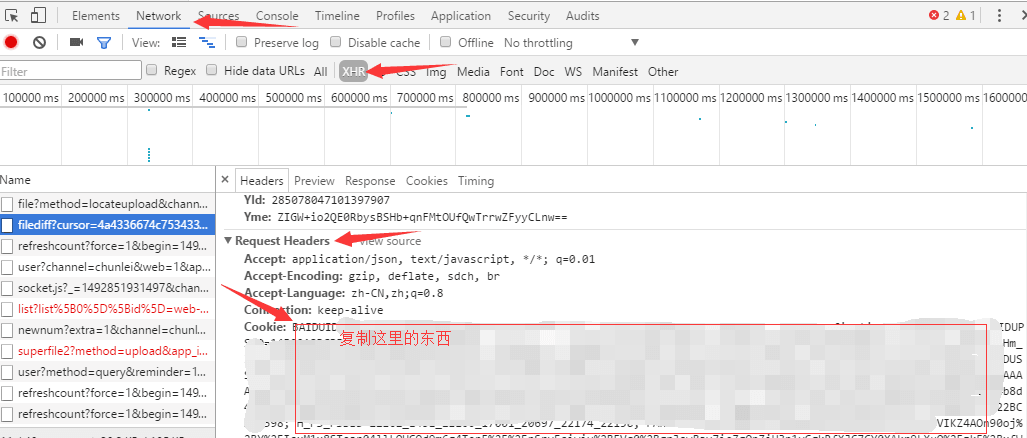 Elements Network Sources Console Timeline Profiles Application Security Audits 2 1
View: Preserve log Disable cache Offline No throttling
Filter Regex Hide data URLs All XHR CSS Img Media Font Doc WS Manifest Other
100000 ms 200000 ms 300000 ms 400000 ms 500000 ms 600000 ms 700000 ms 800000 ms 900000 ms 1000000 ms 1100000 ms 1200000 ms 1300000 ms 1400000 ms 1500000 ms 1600000
Name
× Headers Preview Response Cookies Timing
file?method=locateupload&chann...
Yld: 285078047101397907
filediff?cursor=4a4336674c753433...
Yme: ZIGW+io2QE0RbysBSHb+qnFMtOUfQwTrrwZFyyCLnw==
refreshcount?force=1&begin=149...
Request Headers view source
user?channel=chunlei&web=1&ap...
Accept: application/json, text/javascript, */*; q=0.01
Accept-Encoding: gzip, deflate, sdch, br
socket.js?_=1492851931497&chan...
Accept-Language: zh-CN,zh;q=0.8
list?list%5B0%5D%5Bid%5D=web-...
Connection: keep-alive
newnum?extra=1&channel=chunl...
Cookie: BAIDUID
复制这里的东西
superfile2?method=upload&app_i...
user?method=query&reminder=1...
refreshcount?force=1&begin=149...
refreshcount?force=1&begin=149...